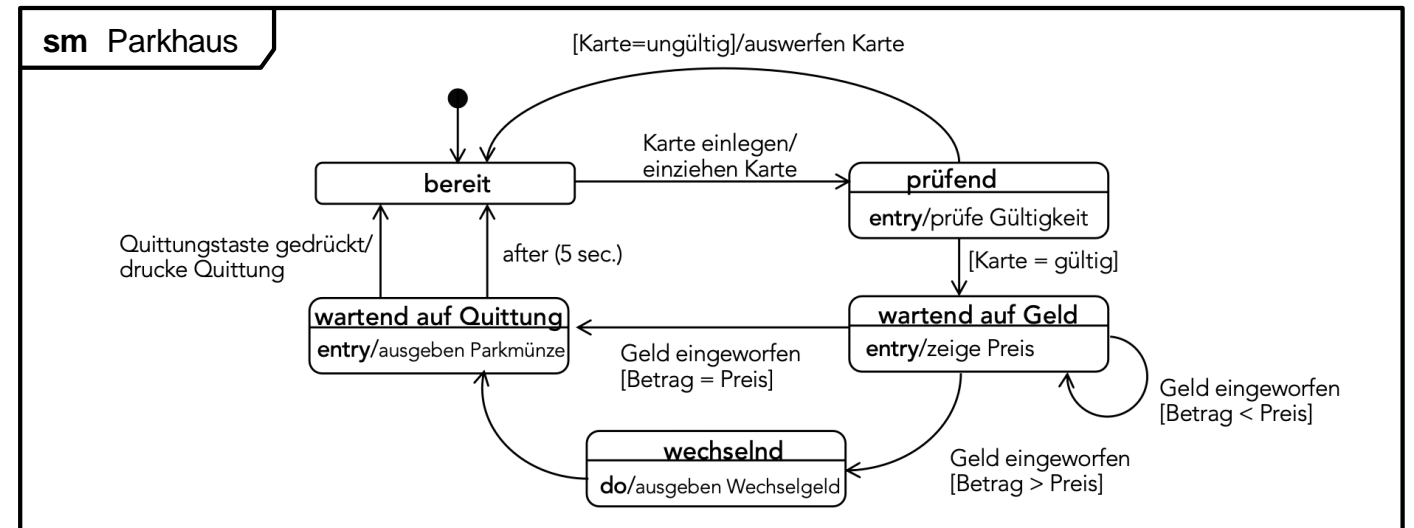 sm Parkhaus
[Karte=ungültig]/auswerfen Karte
Karte einlegen/
einziehen Karte
bereit
prüfend
entry/prüfe Gültigkeit
Quittungstaste gedrückt/
drucke Quittung
after (5 sec.)
[Karte = gültig]
wartend auf Quittung
entry/ausgeben Parkmünze
wartend auf Geld
entry/zeige Preis
Geld eingeworfen
[Betrag = Preis]
Geld eingeworfen
[Betrag < Preis]
wechselnd
do/ausgeben Wechselgeld
Geld eingeworfen
[Betrag > Preis]